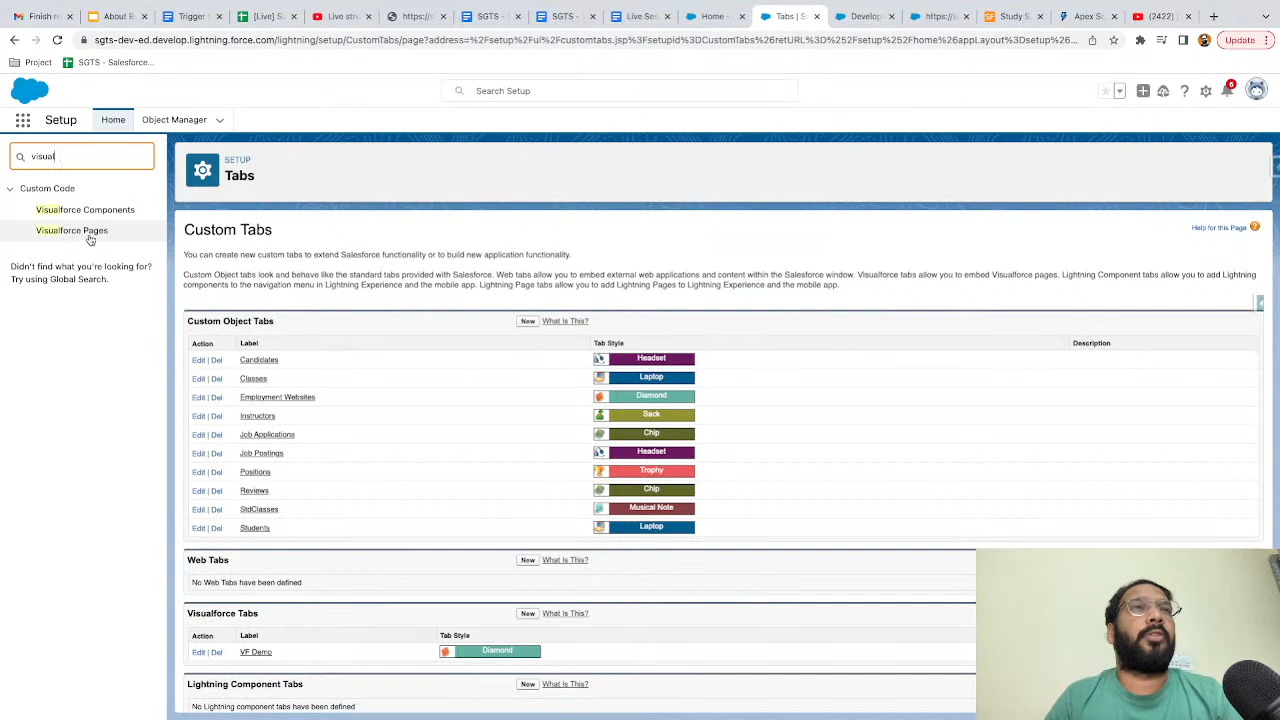 Gmail
Inbox
Trigger
[Live] Sa
Live stre
https://s
SGTS -
SGTS -
Live Ses
Home -
Tabs | S
Develop
https://s
Study S
Apex Sc
(2422)
sgts-dev-ed.develop.lightning.force.com/lightning/setup/CustomTabs/page?address=%2Fsetup%2Fui%2Fcustomtabs.jsp%3Fsetupid%3DCustomTabs%26retURL%3D%252Fsetup%252Fhome%26appLayout%3Dsetup%26...
Update
Project
SGTS - Salesforce...
Search Setup
6
Setup
Home
Object Manager
visual
Custom Code
Visualforce Components
Visualforce Pages
Didn't find what you're looking for?
Try using Global Search.
SETUP
Tabs
Custom Tabs
Help for this Page
You can create new custom tabs to extend Salesforce functionality or to build new application functionality.
Custom Object tabs look and behave like the standard tabs provided with Salesforce. Web tabs allow you to embed external web applications and content within the Salesforce window. Visualforce tabs allow you to embed Visualforce pages. Lightning Component tabs allow you to add Lightning
components to the navigation menu in Lightning Experience and the mobile app. Lightning Page tabs allow you to add Lightning Pages to Lightning Experience and the mobile app.
Custom Object Tabs New What Is This?
Action Label Tab Style Description
Edit | Del Candidates Headset
Edit | Del Classes Laptop
Edit | Del Employment Websites Diamond
Edit | Del Instructors Sack
Edit | Del Job Applications Chip
Edit | Del Job Postings Headset
Edit | Del Positions Trophy
Edit | Del Reviews Chip
Edit | Del StdClasses Musical Note
Edit | Del Students Laptop
Web Tabs New What Is This?
No Web Tabs have been defined
Visualforce Tabs New What Is This?
Action Label Tab Style
Edit | Del VF Demo Diamond
Lightning Component Tabs New What Is This?
No Lightning component tabs have been defined